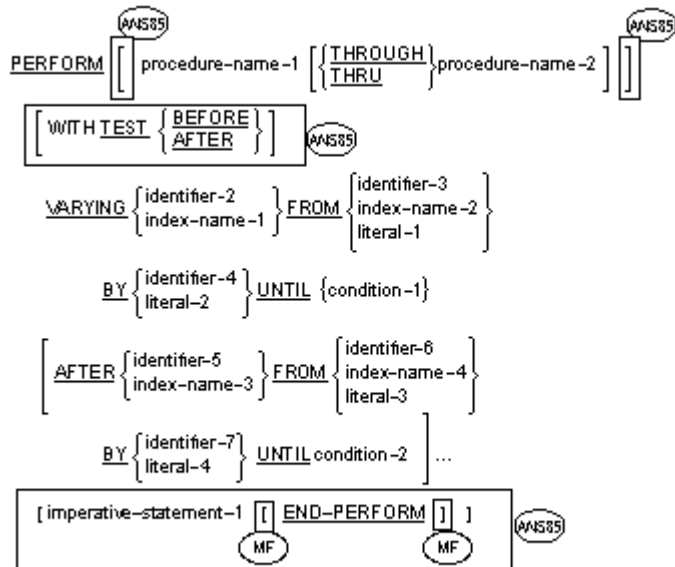 ANS85 ANS85
PERFORM [ procedure-name-1 [ { THROUGH
THRU } procedure-name-2 ] ]
[ WITH TEST { BEFORE
AFTER } ] ANS85
VARYING { identifier-2
index-name-1 } FROM { identifier-3
index-name-2
literal-1 }
BY { identifier-4
literal-2 } UNTIL {condition-1}
[ AFTER { identifier-5
index-name-3 } FROM { identifier-6
index-name-4
literal-3 }
BY { identifier-7
literal-4 } UNTIL condition-2 ] ...
[ imperative-statement-1 [ END-PERFORM ] ] ANS85
MF MF